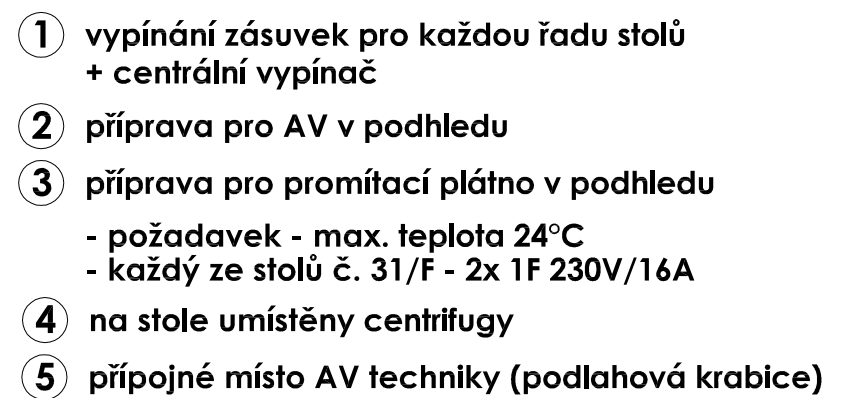 1 vypínání zásuvek pro každou řadu stolů
+ centrální vypínač
2 příprava pro AV v podhledu
3 příprava pro promítací plátno v podhledu
- požadavek - max. teplota 24°C
- každý ze stolů č. 31/F - 2x 1F 230V/16A
4 na stole umístěny centrifugy
5 přípojné místo AV techniky (podlahová krabice)